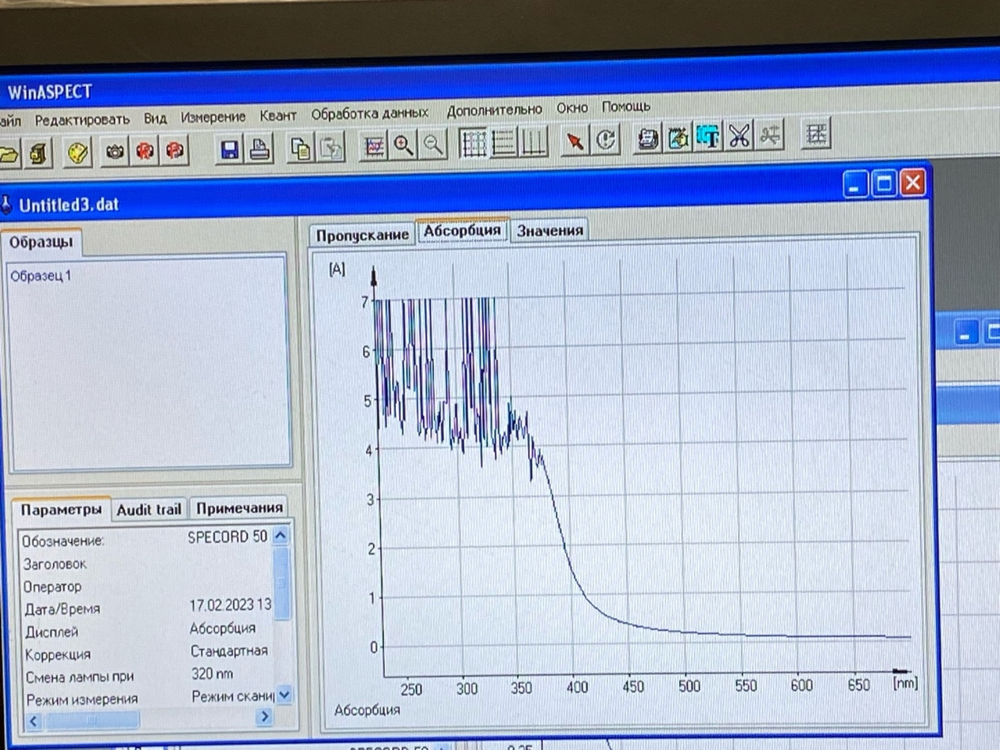 WinASPECT
айл Редактировать Вид Измерение Квант Обработка данных Дополнительно Окно Помощь
Untitled3.dat
Образцы
Образец 1
Пропускание Абсорбция Значения
[A]
7
6
5
4
3
2
1
0
250 300 350 400 450 500 550 600 650 [nm]
Абсорбция
Параметры Audit trail Примечания
Обозначение: SPECORD 50
Заголовок
Оператор
Дата/Время 17.02.2023 13
Дисплей Абсорбция
Коррекция Стандартная
Смена лампы при 320 nm
Режим измерения Режим скани